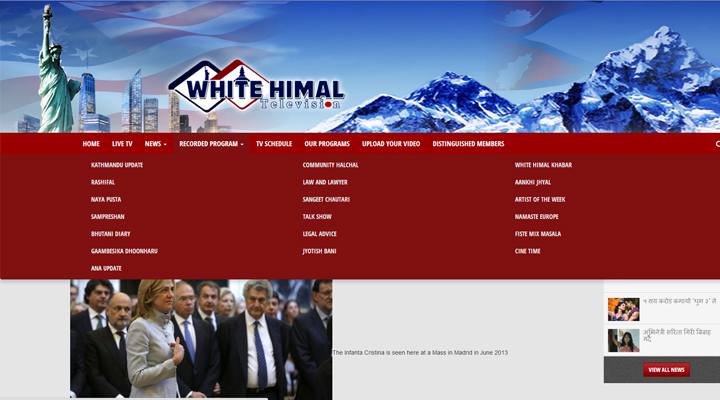 WHITE HIMAL
Television
HOME LIVE TV NEWS RECORDED PROGRAM TV SCHEDULE OUR PROGRAMS UPLOAD YOUR VIDEO DISTINGUISHED MEMBERS
KATHMANDU UPDATE COMMUNITY HALCHAL WHITE HIMAL KHABAR
RASHIFAL LAW AND LAWYER AANKHI JHYAL
NAYA PUSTA SANGEET CHAUTARI ARTIST OF THE WEEK
SAMPRESHAN TALK SHOW NAMASTE EUROPE
BHUTANI DIARY LEGAL ADVICE FISTE MIX MASALA
GAAMBESIKA DHOONHARU JYOTISH BANI CINE TIME
ANA UPDATE
५ सय करोड कमायो 'धुम ३' ले
The Infanta Cristina is seen here at a Mass in Madrid in June 2013
अभिनेत्री सरिता गिरी बिबाह
गर्दै
VIEW ALL NEWS